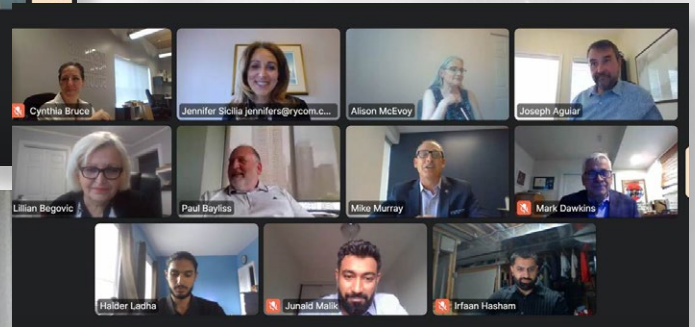 Cynthia Bruce
Jennifer Sicilia jennifers@rycom.c...
Alison McEvoy
Joseph Aguiar
Lillian Begovic
Paul Bayliss
Mike Murray
Mark Dawkins
Haider Ladha
Junaid Malik
Irfaan Hasham